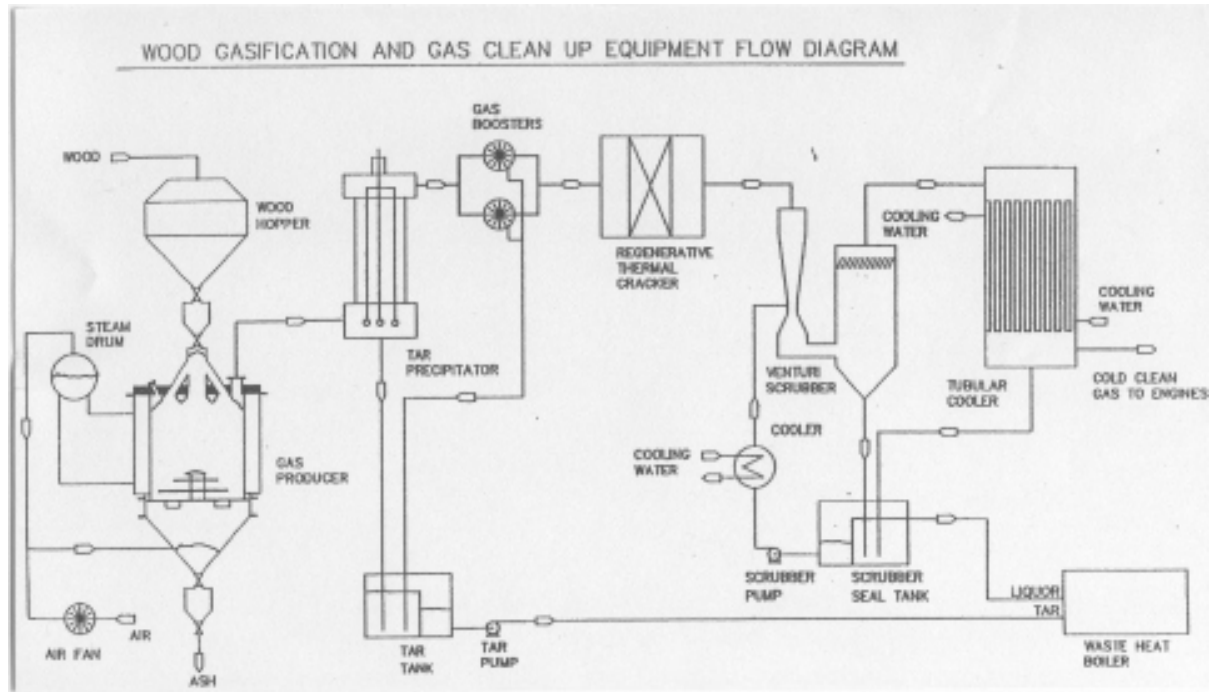 WOOD GASIFICATION AND GAS CLEAN UP EQUIPMENT FLOW DIAGRAM
GAS
BOOSTERS
WOOD
WOOD
HOPPER
COOLING
WATER
REGENERATIVE
THERMAL
CRACKER
COOLING
WATER
STEAM
DRUM
TAR
PRECIPITATOR
VENTURI
SCRUBBER
TUBULAR
COOLER
COLD CLEAN
GAS TO ENGINES
COOLER
GAS
PRODUCER
COOLING
WATER
SCRUBBER
PUMP
SCRUBBER
SEAL TANK
LIQUOR
TAR
AIR
AIR FAN
TAR
TANK
TAR
PUMP
WASTE HEAT
BOILER
ASH